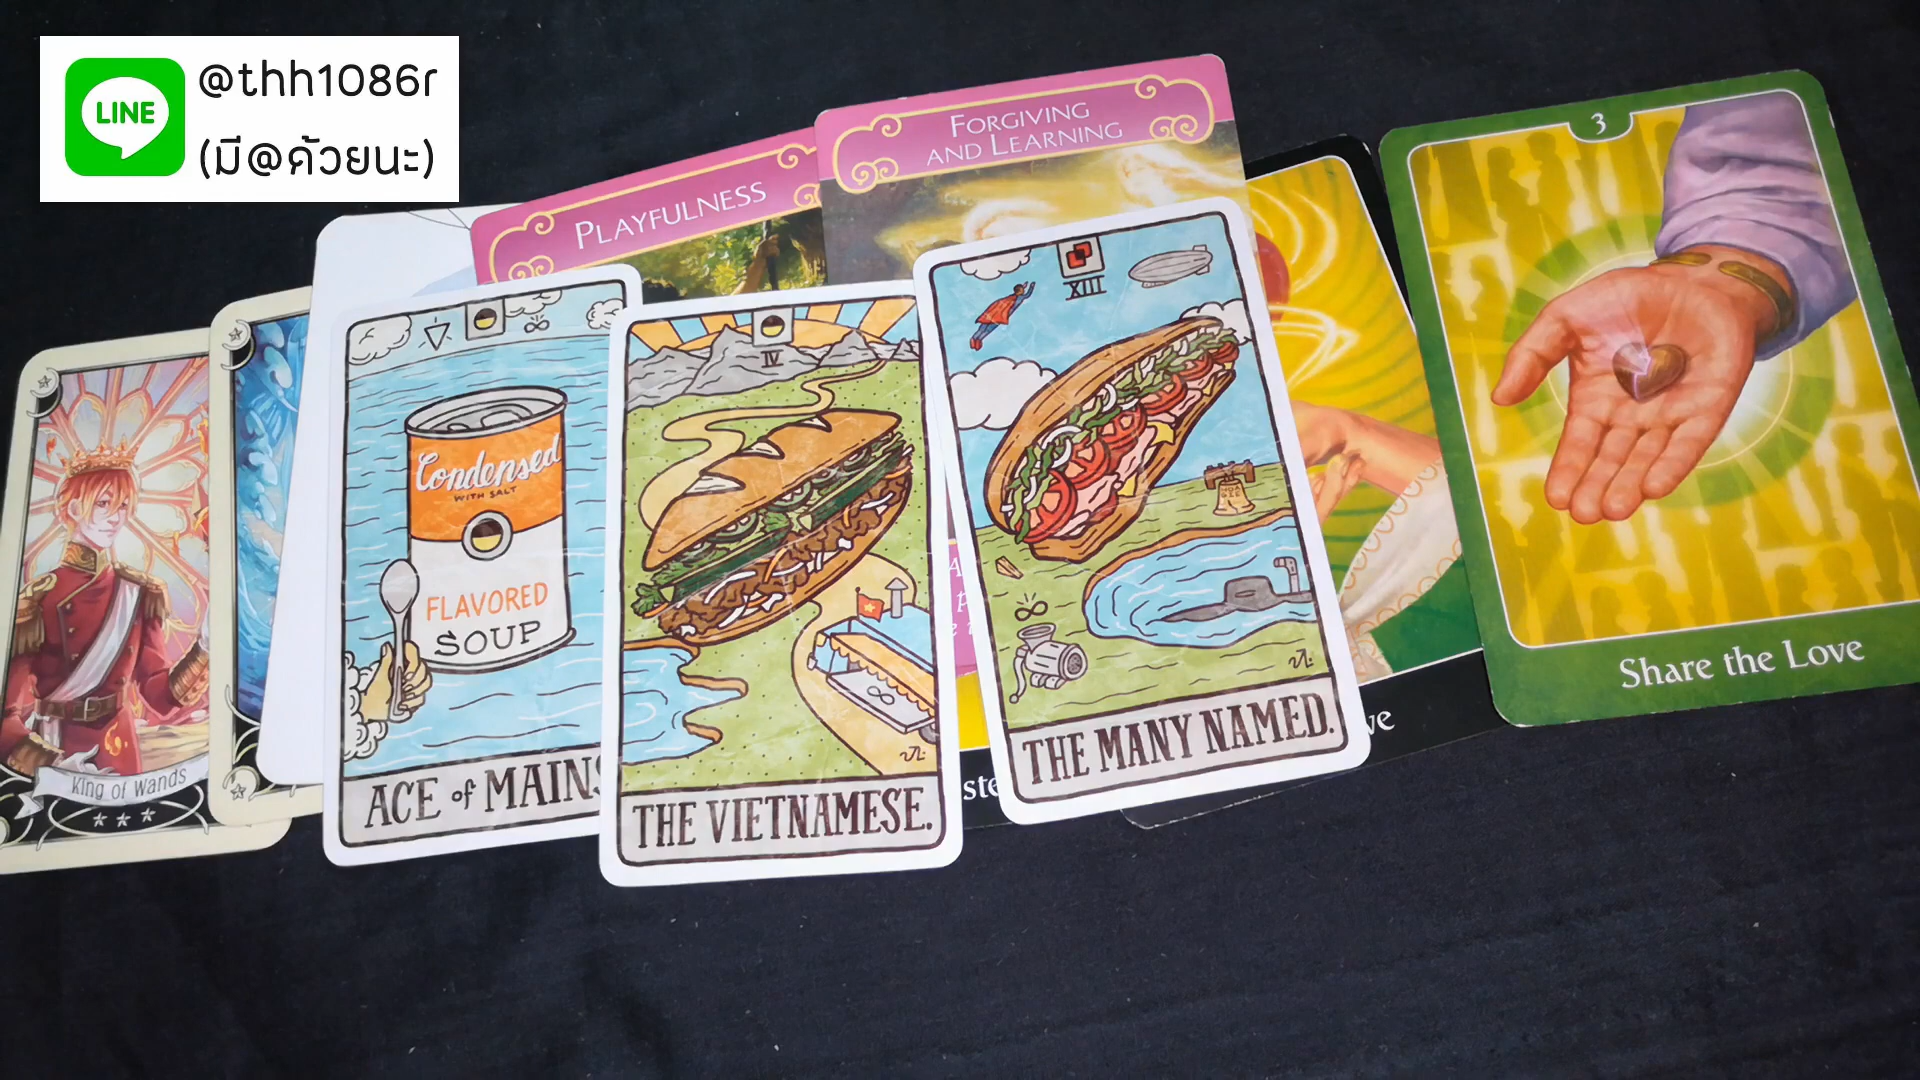 LINE
@thh1086r
(มี@ด้วยนะ)
PLAYFULNESS
FORGIVING
AND LEARNING
3
Share the Love
King of Wands
Condensed
WITH SALT
FLAVORED
SOUP
ACE of MAINS
IV
THE VIETNAMESE.
XIII
THE MANY NAMED.